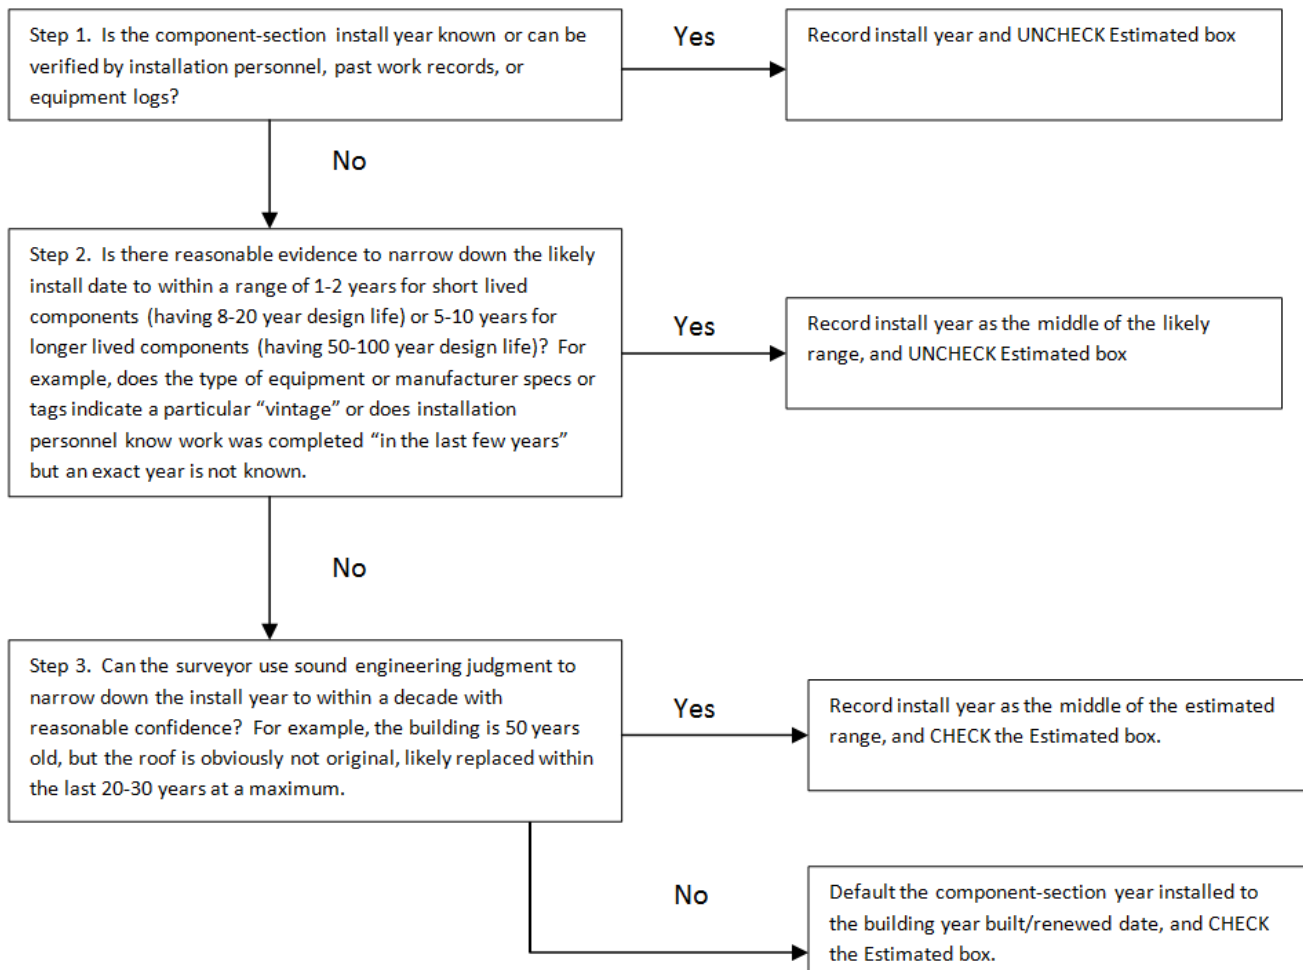 Step 1.  Is the component-section install year known or can be
verified by installation personnel, past work records, or
equipment logs?
Yes
Record install year and UNCHECK Estimated box
No
Step 2.  Is there reasonable evidence to narrow down the likely
install date to within a range of 1-2 years for short lived
components (having 8-20 year design life) or 5-10 years for
longer lived components (having 50-100 year design life)?  For
example, does the type of equipment or manufacturer specs or
tags indicate a particular “vintage” or does installation
personnel know work was completed “in the last few years”
but an exact year is not known.
Yes
Record install year as the middle of the likely
range, and UNCHECK Estimated box
No
Step 3.  Can the surveyor use sound engineering judgment to
narrow down the install year to within a decade with
reasonable confidence?  For example, the building is 50 years
old, but the roof is obviously not original, likely replaced within
the last 20-30 years at a maximum.
Yes
Record install year as the middle of the estimated
range, and CHECK the Estimated box.
No
Default the component-section year installed to
the building year built/renewed date, and CHECK
the Estimated box.